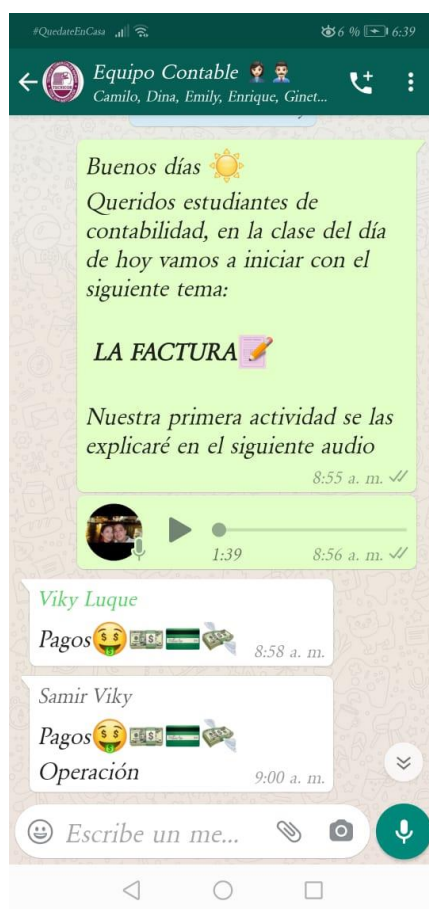 #QuedateEnCasa 6 % 6:39
Equipo Contable
Camilo, Dina, Emily, Enrique, Ginet...
Buenos días
Queridos estudiantes de
contabilidad, en la clase del día
de hoy vamos a iniciar con el
siguiente tema:
LA FACTURA
Nuestra primera actividad se las
explicaré en el siguiente audio
8:55 a. m.
1:39 8:56 a. m.
Viky Luque
Pagos 8:58 a. m.
Samir Viky
Pagos
Operación 9:00 a. m.
Escribe un me...